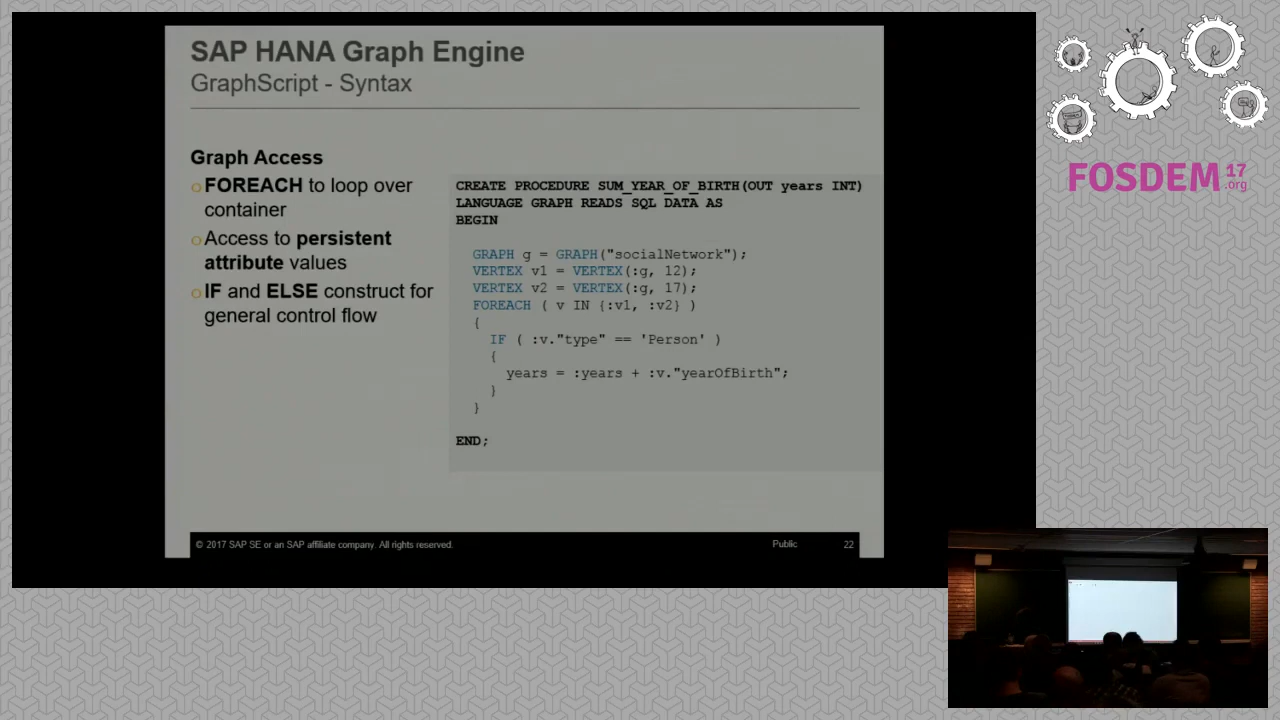 SAP HANA Graph Engine
GraphScript - Syntax
Graph Access
FOREACH to loop over
container
Access to persistent
attribute values
IF and ELSE construct for
general control flow
CREATE PROCEDURE SUM_YEAR_OF_BIRTH(OUT years INT)
LANGUAGE GRAPH READS SQL DATA AS
BEGIN
GRAPH g = GRAPH("socialNetwork");
VERTEX v1 = VERTEX(:g, 12);
VERTEX v2 = VERTEX(:g, 17);
FOREACH ( v IN {:v1, :v2} )
{
IF ( :v."type" == 'Person' )
{
years = :years + :v."yearOfBirth";
}
}
END;
© 2017 SAP SE or an SAP affiliate company. All rights reserved.
Public
22
FOSDEM 17
.org